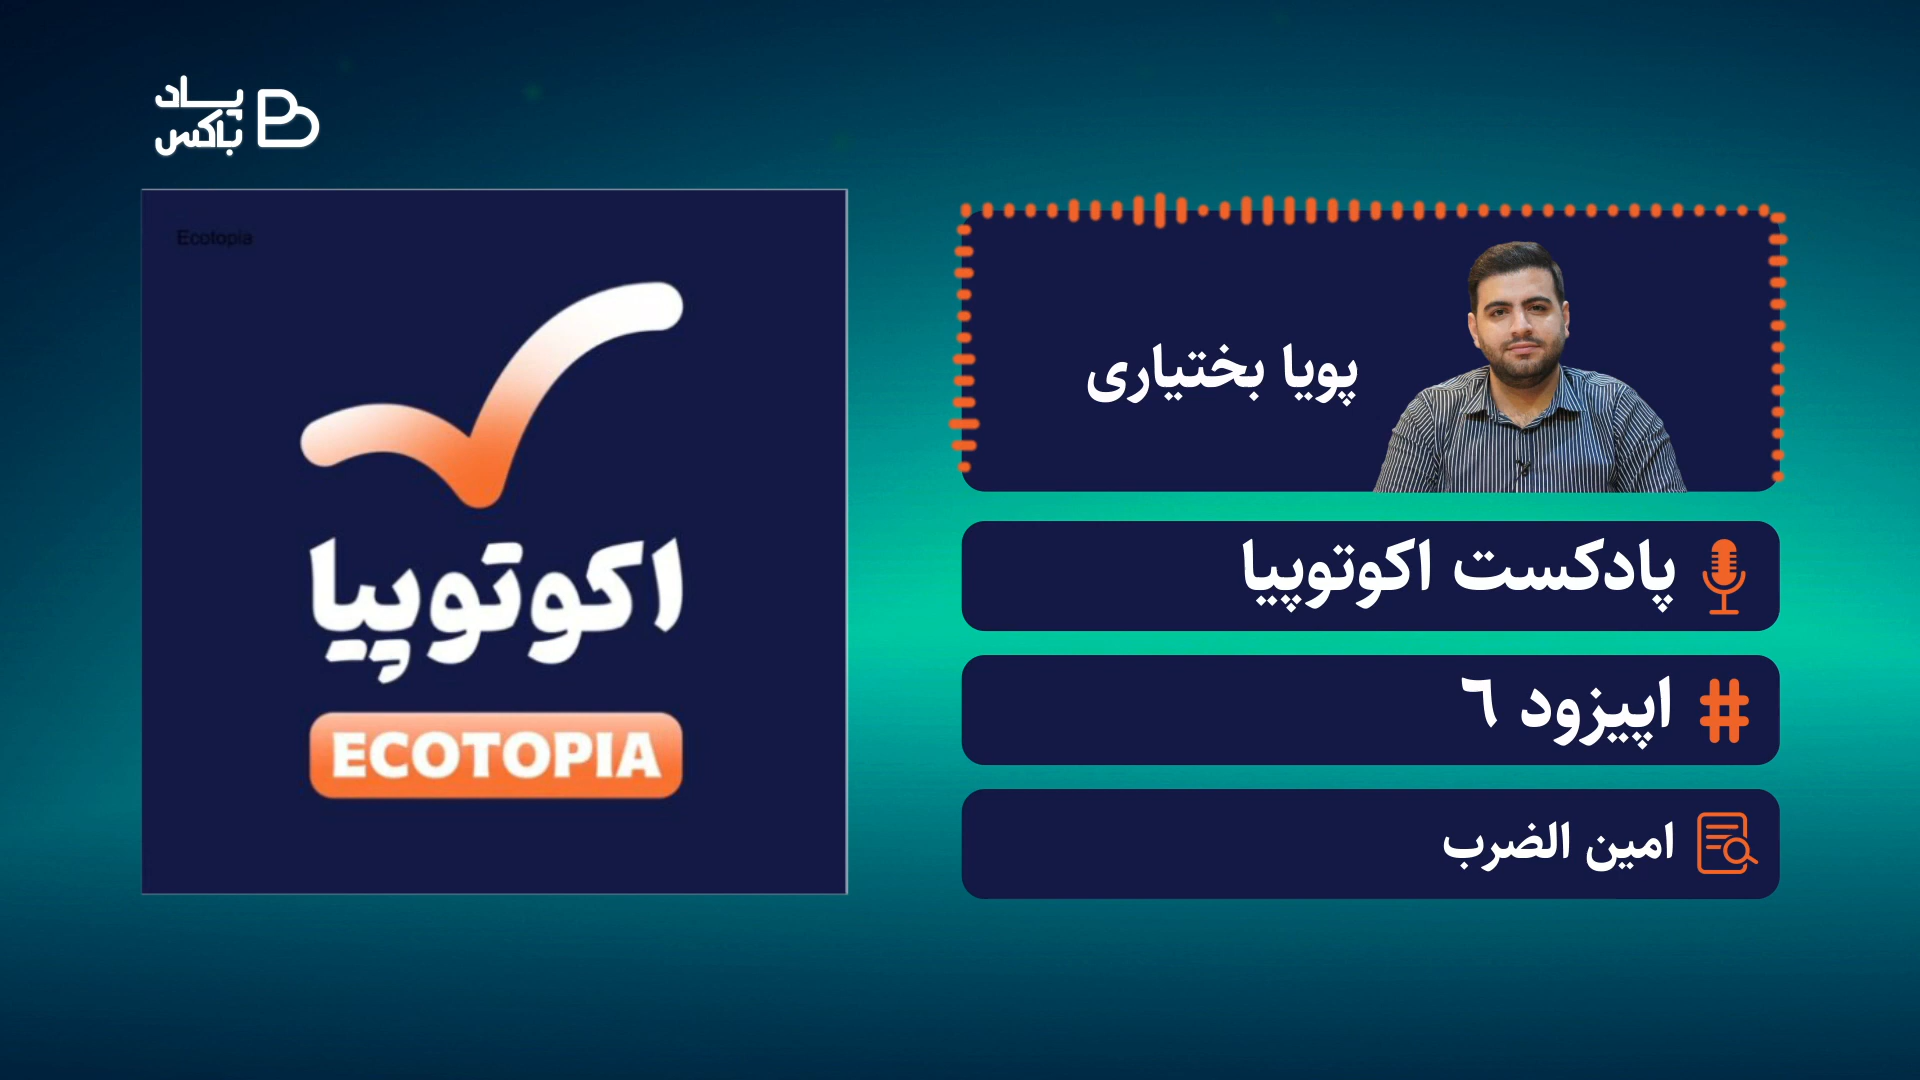 پاد
باکس
Ecotopia
اکوتوپیا
ECOTOPIA
پویا بختیاری
پادکست اکوتوپیا
# اپیزود ٦
امین الضرب